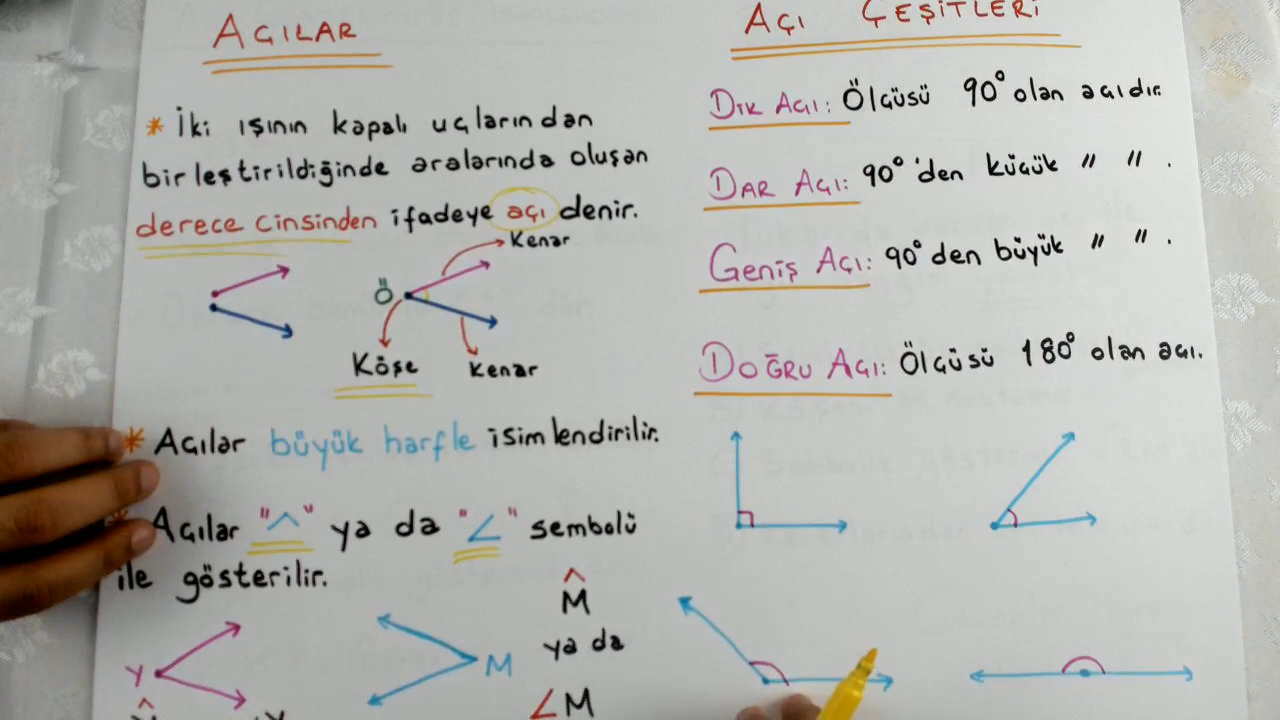 AÇILAR
* İki ışının kapalı uçlarından
birleştirildiğinde aralarında oluşan
derece cinsinden ifadeye açı denir.
Kenar
Ö
Köşe
Kenar
* Açılar büyük harfle isimlendirilir.
Açılar "^" ya da "∠" sembolü
ile gösterilir.
M̂
ya da
∠M
Y
M
AÇI ÇEŞİTLERİ
DİK AÇI: Ölçüsü 90° olan açıdır.
DAR AÇI: 90°'den küçük " " .
GENİŞ AÇI: 90°'den büyük " " .
DOĞRU AÇI: Ölçüsü 180° olan açı.